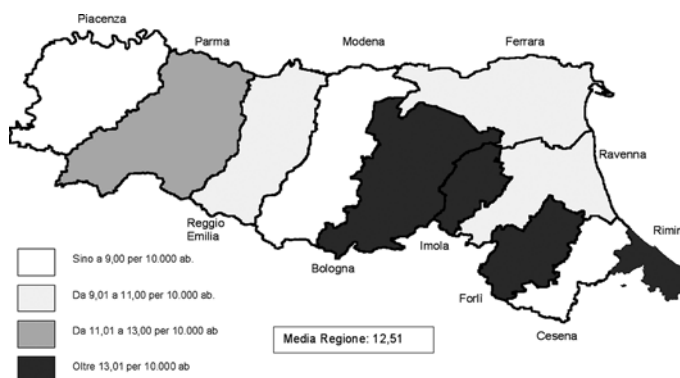 Piacenza
Parma
Modena
Ferrara
Ravenna
Rimin
Reggio
Emilia
Bologna
Imola
Forlì
Cesena
Sino a 9,00 per 10.000 ab.
Da 9,01 a 11,00 per 10.000 ab.
Da 11,01 a 13,00 per 10.000 ab
Oltre 13,01 per 10.000 ab
Media Regione: 12,51